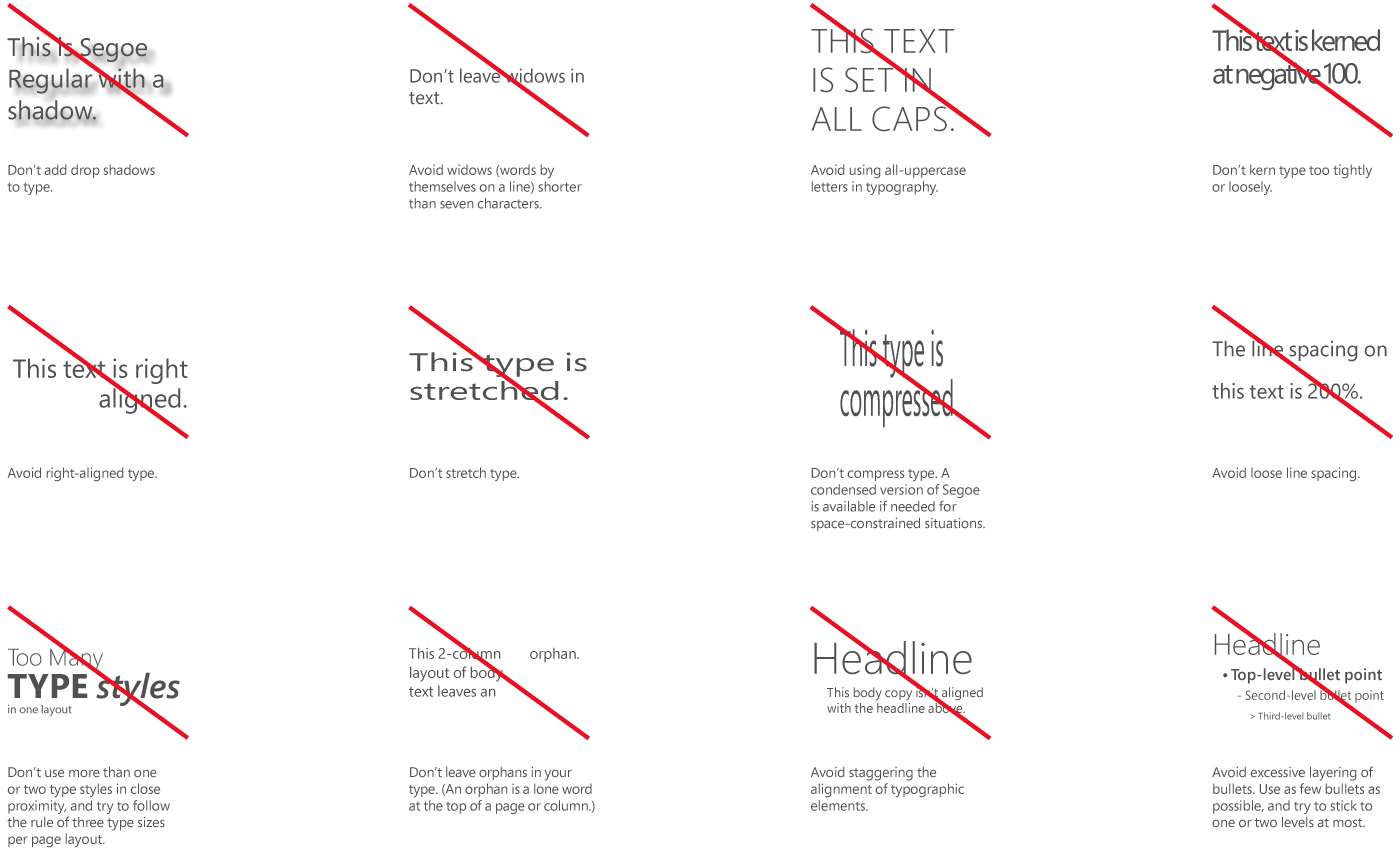 This is Segoe
Regular with a
shadow.
Don't add drop shadows
to type.
Don't leave widows in
text.
Avoid widows (words by
themselves on a line) shorter
than seven characters.
THIS TEXT
IS SET IN
ALL CAPS.
Avoid using all-uppercase
letters in typography.
This text is kerned
at negative 100.
Don't kern type too tightly
or loosely.
This text is right
aligned.
Avoid right-aligned type.
This type is
stretched.
Don't stretch type.
This type is
compressed
Don't compress type. A
condensed version of Segoe
is available if needed for
space-constrained situations.
The line spacing on
this text is 200%.
Avoid loose line spacing.
Too Many
TYPE styles
in one layout
Don't use more than one
or two type styles in close
proximity, and try to follow
the rule of three type sizes
per page layout.
This 2-column
layout of body
text leaves an
orphan.
Don't leave orphans in your
type. (An orphan is a lone word
at the top of a page or column.)
Headline
This body copy isn't aligned
with the headline above.
Avoid staggering the
alignment of typographic
elements.
Headline
• Top-level bullet point
- Second-level bullet point
> Third-level bullet
Avoid excessive layering of
bullets. Use as few bullets as
possible, and try to stick to
one or two levels at most.